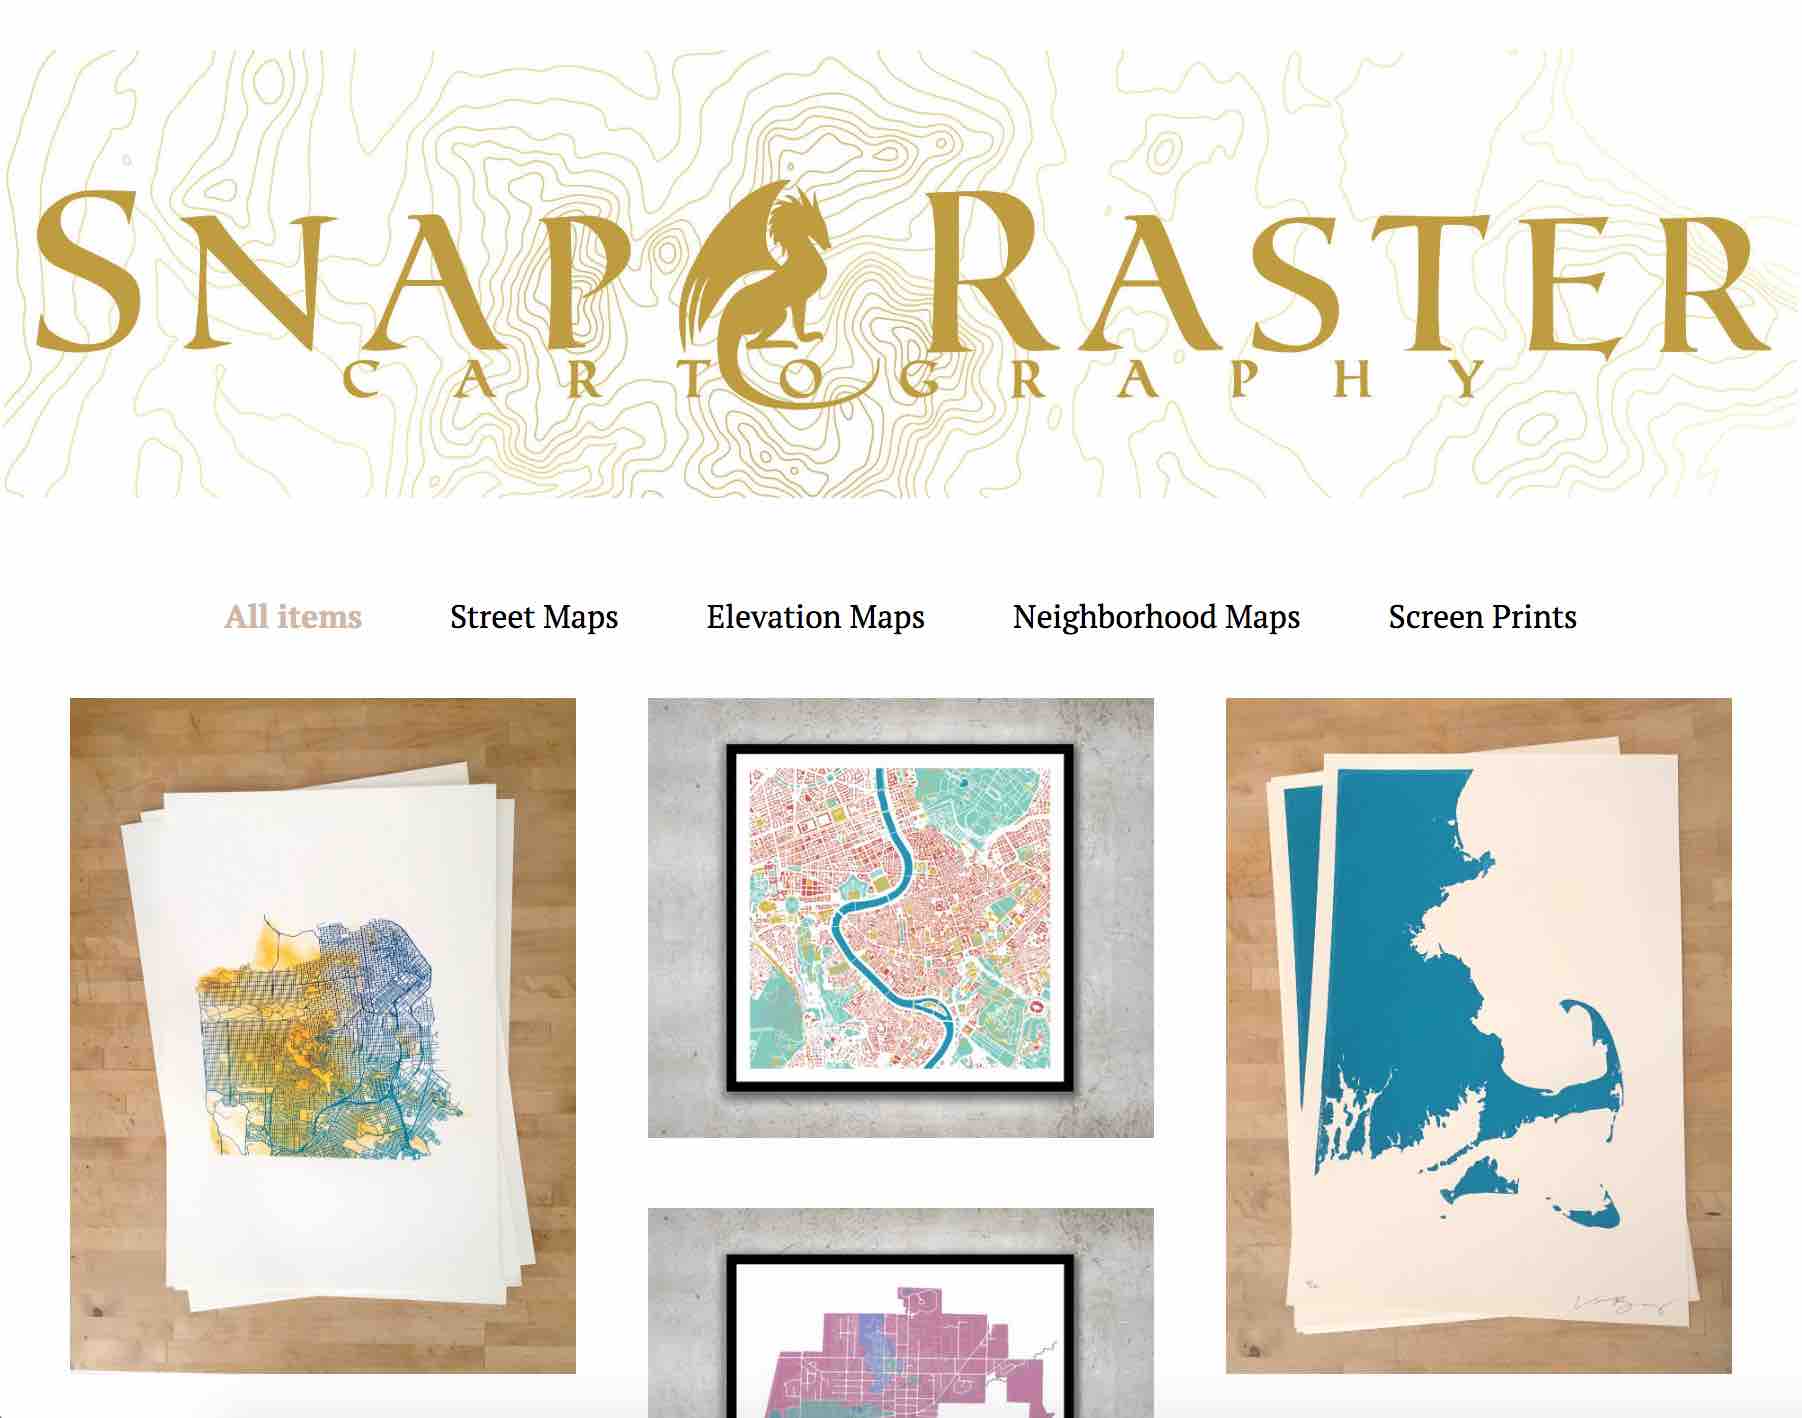 SNAP RASTER
CARTOGRAPHY
All items
Street Maps
Elevation Maps
Neighborhood Maps
Screen Prints